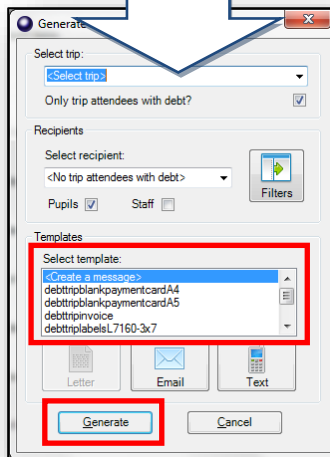 Generate
Select trip:
<Select trip>
Only trip attendees with debt?
Recipients
Select recipient:
<No trip attendees with debt>
Filters
Pupils
Staff
Templates
Select template:
<Create a message>
debttripblankpaymentcardA4
debttripblankpaymentcardA5
debttripinvoice
debttriplabelsL7160-3x7
Letter
Email
Text
Generate
Cancel